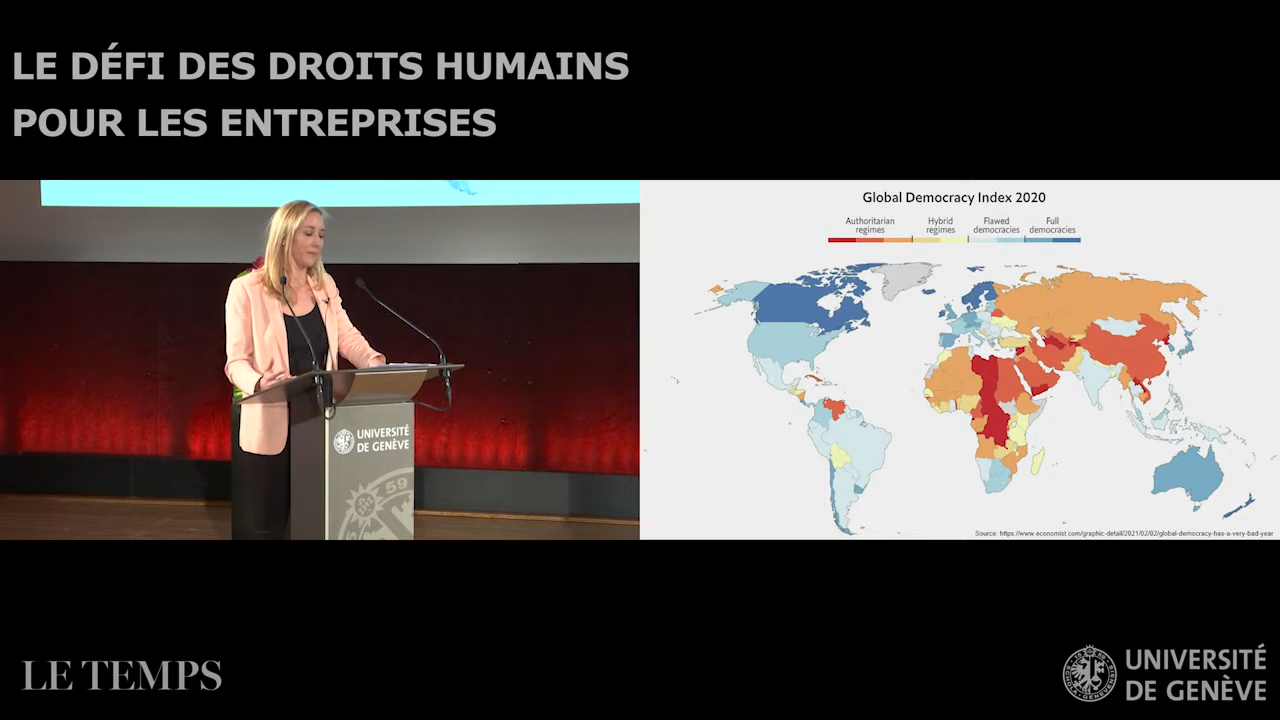 LE DÉFI DES DROITS HUMAINS
POUR LES ENTREPRISES
Global Democracy Index 2020
Authoritarian
regimes
Hybrid
regimes
Flawed
democracies
Full
democracies
UNIVERSITÉ
DE GENÈVE
59
Source: https://www.economist.com/graphic-detail/2021/02/02/global-democracy-has-a-very-bad-year
LE TEMPS
UNIVERSITÉ
DE GENÈVE